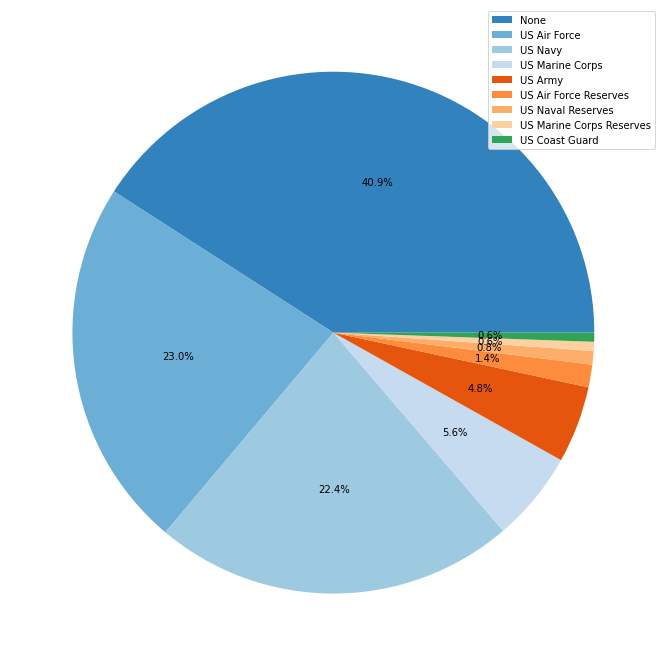 None
US Air Force
US Navy
US Marine Corps
US Army
US Air Force Reserves
US Naval Reserves
US Marine Corps Reserves
US Coast Guard
40.9%
23.0%
22.4%
5.6%
4.8%
1.4%
0.8%
0.6%
0.6%